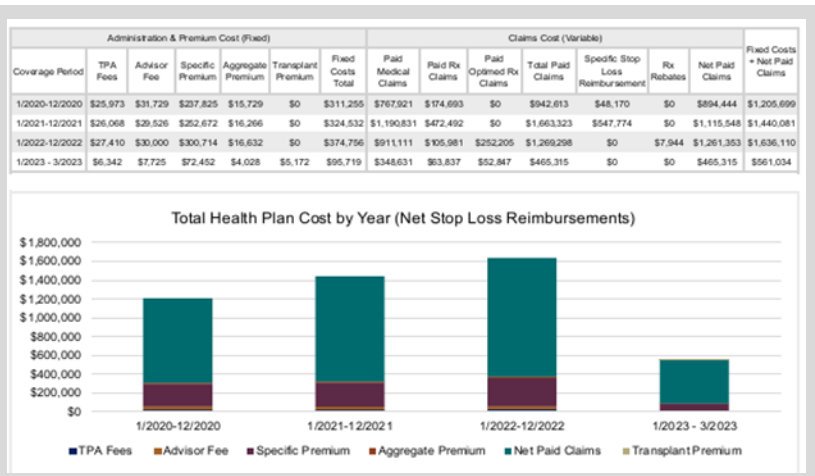 Administration & Premium Cost (Fixed) Claims Cost (Variable) Fixed Costs + Net Paid Claims
Coverage Period TPA Fees Advisor Fee Specific Premium Aggregate Premium Transplant Premium Fixed Costs Total Paid Medical Claims Paid Rx Claims Paid Optimed Rx Claims Total Paid Claims Specific Stop Loss Reimbursement Rx Rebates Net Paid Claims
1/2020-12/2020 $25,973 $31,729 $237,825 $15,729 $0 $311,255 $767,921 $174,693 $0 $942,613 $48,170 $0 $894,444 $1,205,699
1/2021-12/2021 $26,068 $29,526 $252,672 $16,266 $0 $324,532 $1,190,831 $472,492 $0 $1,663,323 $547,774 $0 $1,115,548 $1,440,081
1/2022-12/2022 $27,410 $30,000 $300,714 $16,632 $0 $374,756 $911,111 $105,981 $252,205 $1,269,298 $0 $7,944 $1,261,353 $1,636,110
1/2023 - 3/2023 $6,342 $7,725 $72,452 $4,028 $5,172 $95,719 $348,631 $63,837 $52,847 $465,315 $0 $0 $465,315 $561,034
Total Health Plan Cost by Year (Net Stop Loss Reimbursements)
$1,800,000
$1,600,000
$1,400,000
$1,200,000
$1,000,000
$800,000
$600,000
$400,000
$200,000
$0
1/2020-12/2020 1/2021-12/2021 1/2022-12/2022 1/2023 - 3/2023
TPA Fees Advisor Fee Specific Premium Aggregate Premium Net Paid Claims Transplant Premium